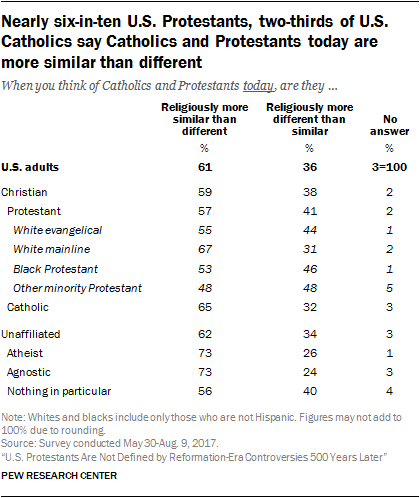 Nearly six-in-ten U.S. Protestants, two-thirds of U.S.
Catholics say Catholics and Protestants today are
more similar than different
When you think of Catholics and Protestants today, are they ...
Religiously more similar than different Religiously more different than similar No answer
% % %
U.S. adults 61 36 3=100
Christian 59 38 2
Protestant 57 41 2
White evangelical 55 44 1
White mainline 67 31 2
Black Protestant 53 46 1
Other minority Protestant 48 48 5
Catholic 65 32 3
Unaffiliated 62 34 3
Atheist 73 26 1
Agnostic 73 24 3
Nothing in particular 56 40 4
Note: Whites and blacks include only those who are not Hispanic. Figures may not add to
100% due to rounding.
Source: Survey conducted May 30-Aug. 9, 2017.
“U.S. Protestants Are Not Defined by Reformation-Era Controversies 500 Years Later”
PEW RESEARCH CENTER